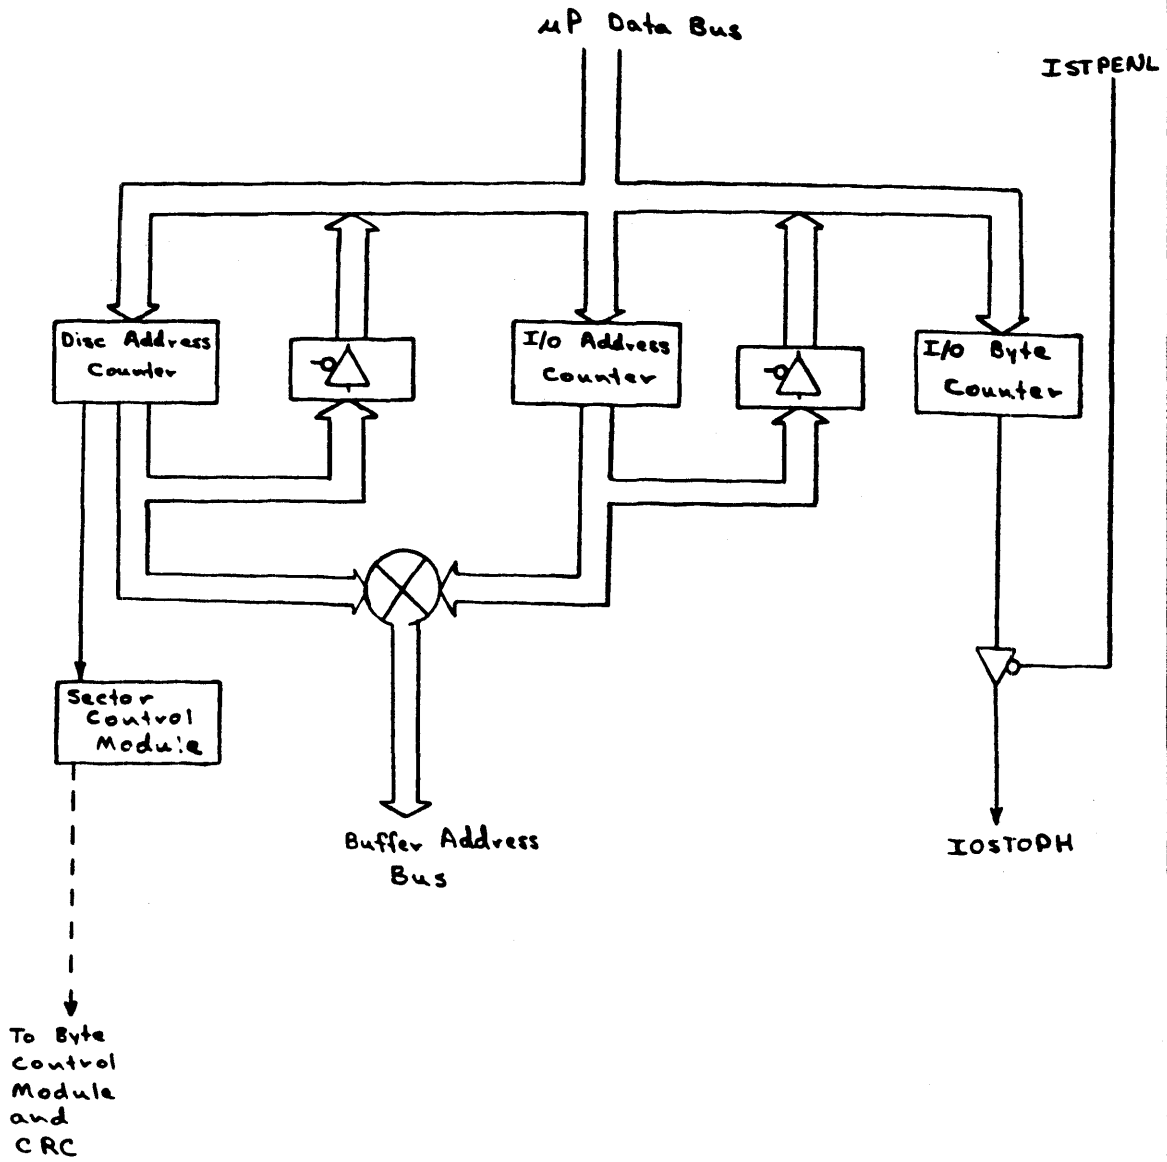 µP Data Bus
ISTPENL
Disc Address
Counter
I/O Address
Counter
I/O Byte
Counter
Sector
Control
Module
Buffer Address
Bus
IOSTOPH
To Byte
Control
Module
and
CRC